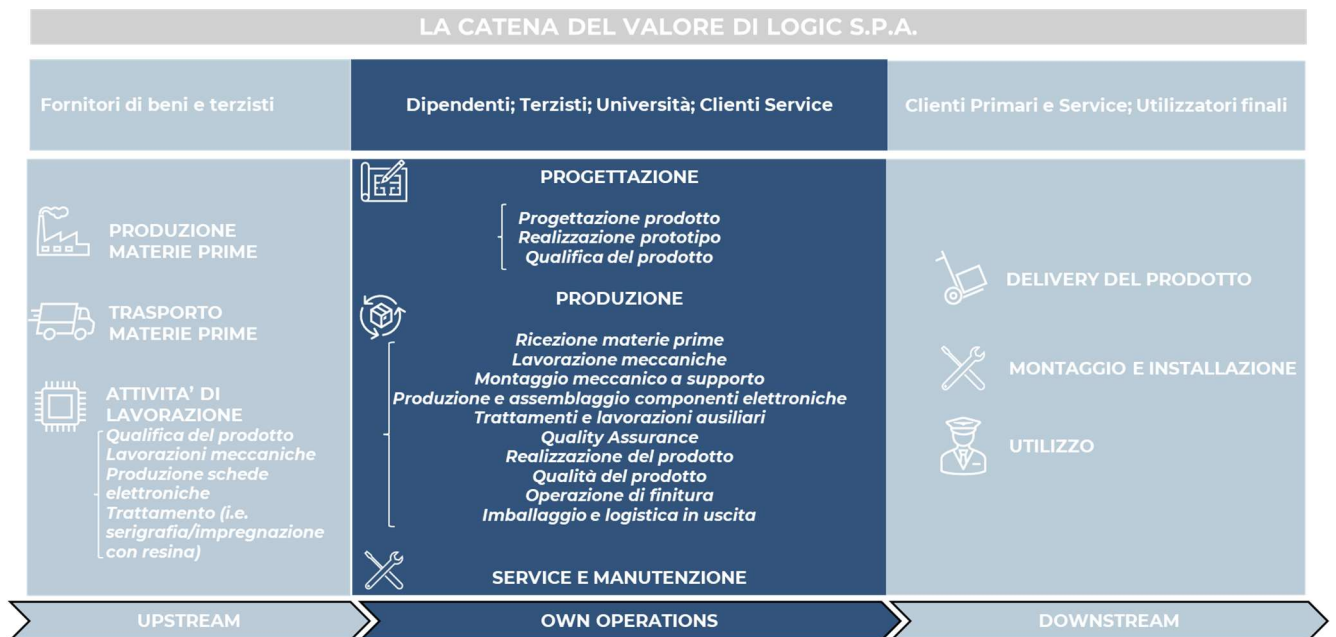 LA CATENA DEL VALORE DI LOGIC S.P.A.
Fornitori di beni e terzisti
Dipendenti; Terzisti; Università; Clienti Service
Clienti Primari e Service; Utilizzatori finali
PRODUZIONE
MATERIE PRIME
TRASPORTO
MATERIE PRIME
ATTIVITA’ DI
LAVORAZIONE
Qualifica del prodotto
Lavorazioni meccaniche
Produzione schede
elettroniche
Trattamento (i.e.
serigrafia/impregnazione
con resina)
PROGETTAZIONE
Progettazione prodotto
Realizzazione prototipo
Qualifica del prodotto
PRODUZIONE
Ricezione materie prime
Lavorazione meccaniche
Montaggio meccanico a supporto
Produzione e assemblaggio componenti elettroniche
Trattamenti e lavorazioni ausiliari
Quality Assurance
Realizzazione del prodotto
Qualità del prodotto
Operazione di finitura
Imballaggio e logistica in uscita
SERVICE E MANUTENZIONE
DELIVERY DEL PRODOTTO
MONTAGGIO E INSTALLAZIONE
UTILIZZO
UPSTREAM
OWN OPERATIONS
DOWNSTREAM